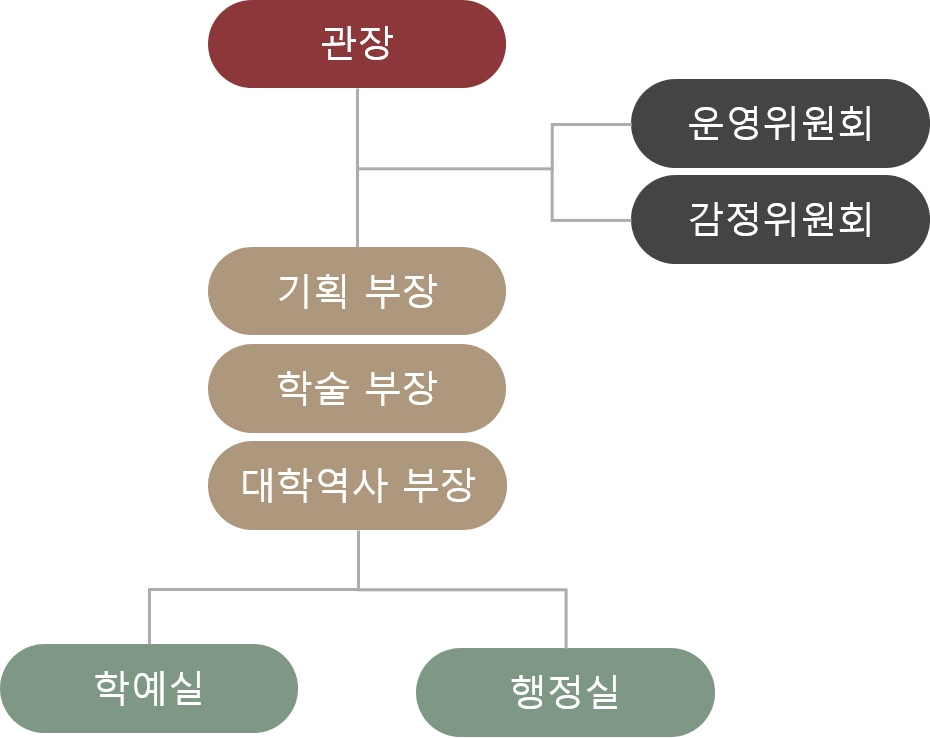 관장
운영위원회
감정위원회
기획 부장
학술 부장
대학역사 부장
학예실
행정실